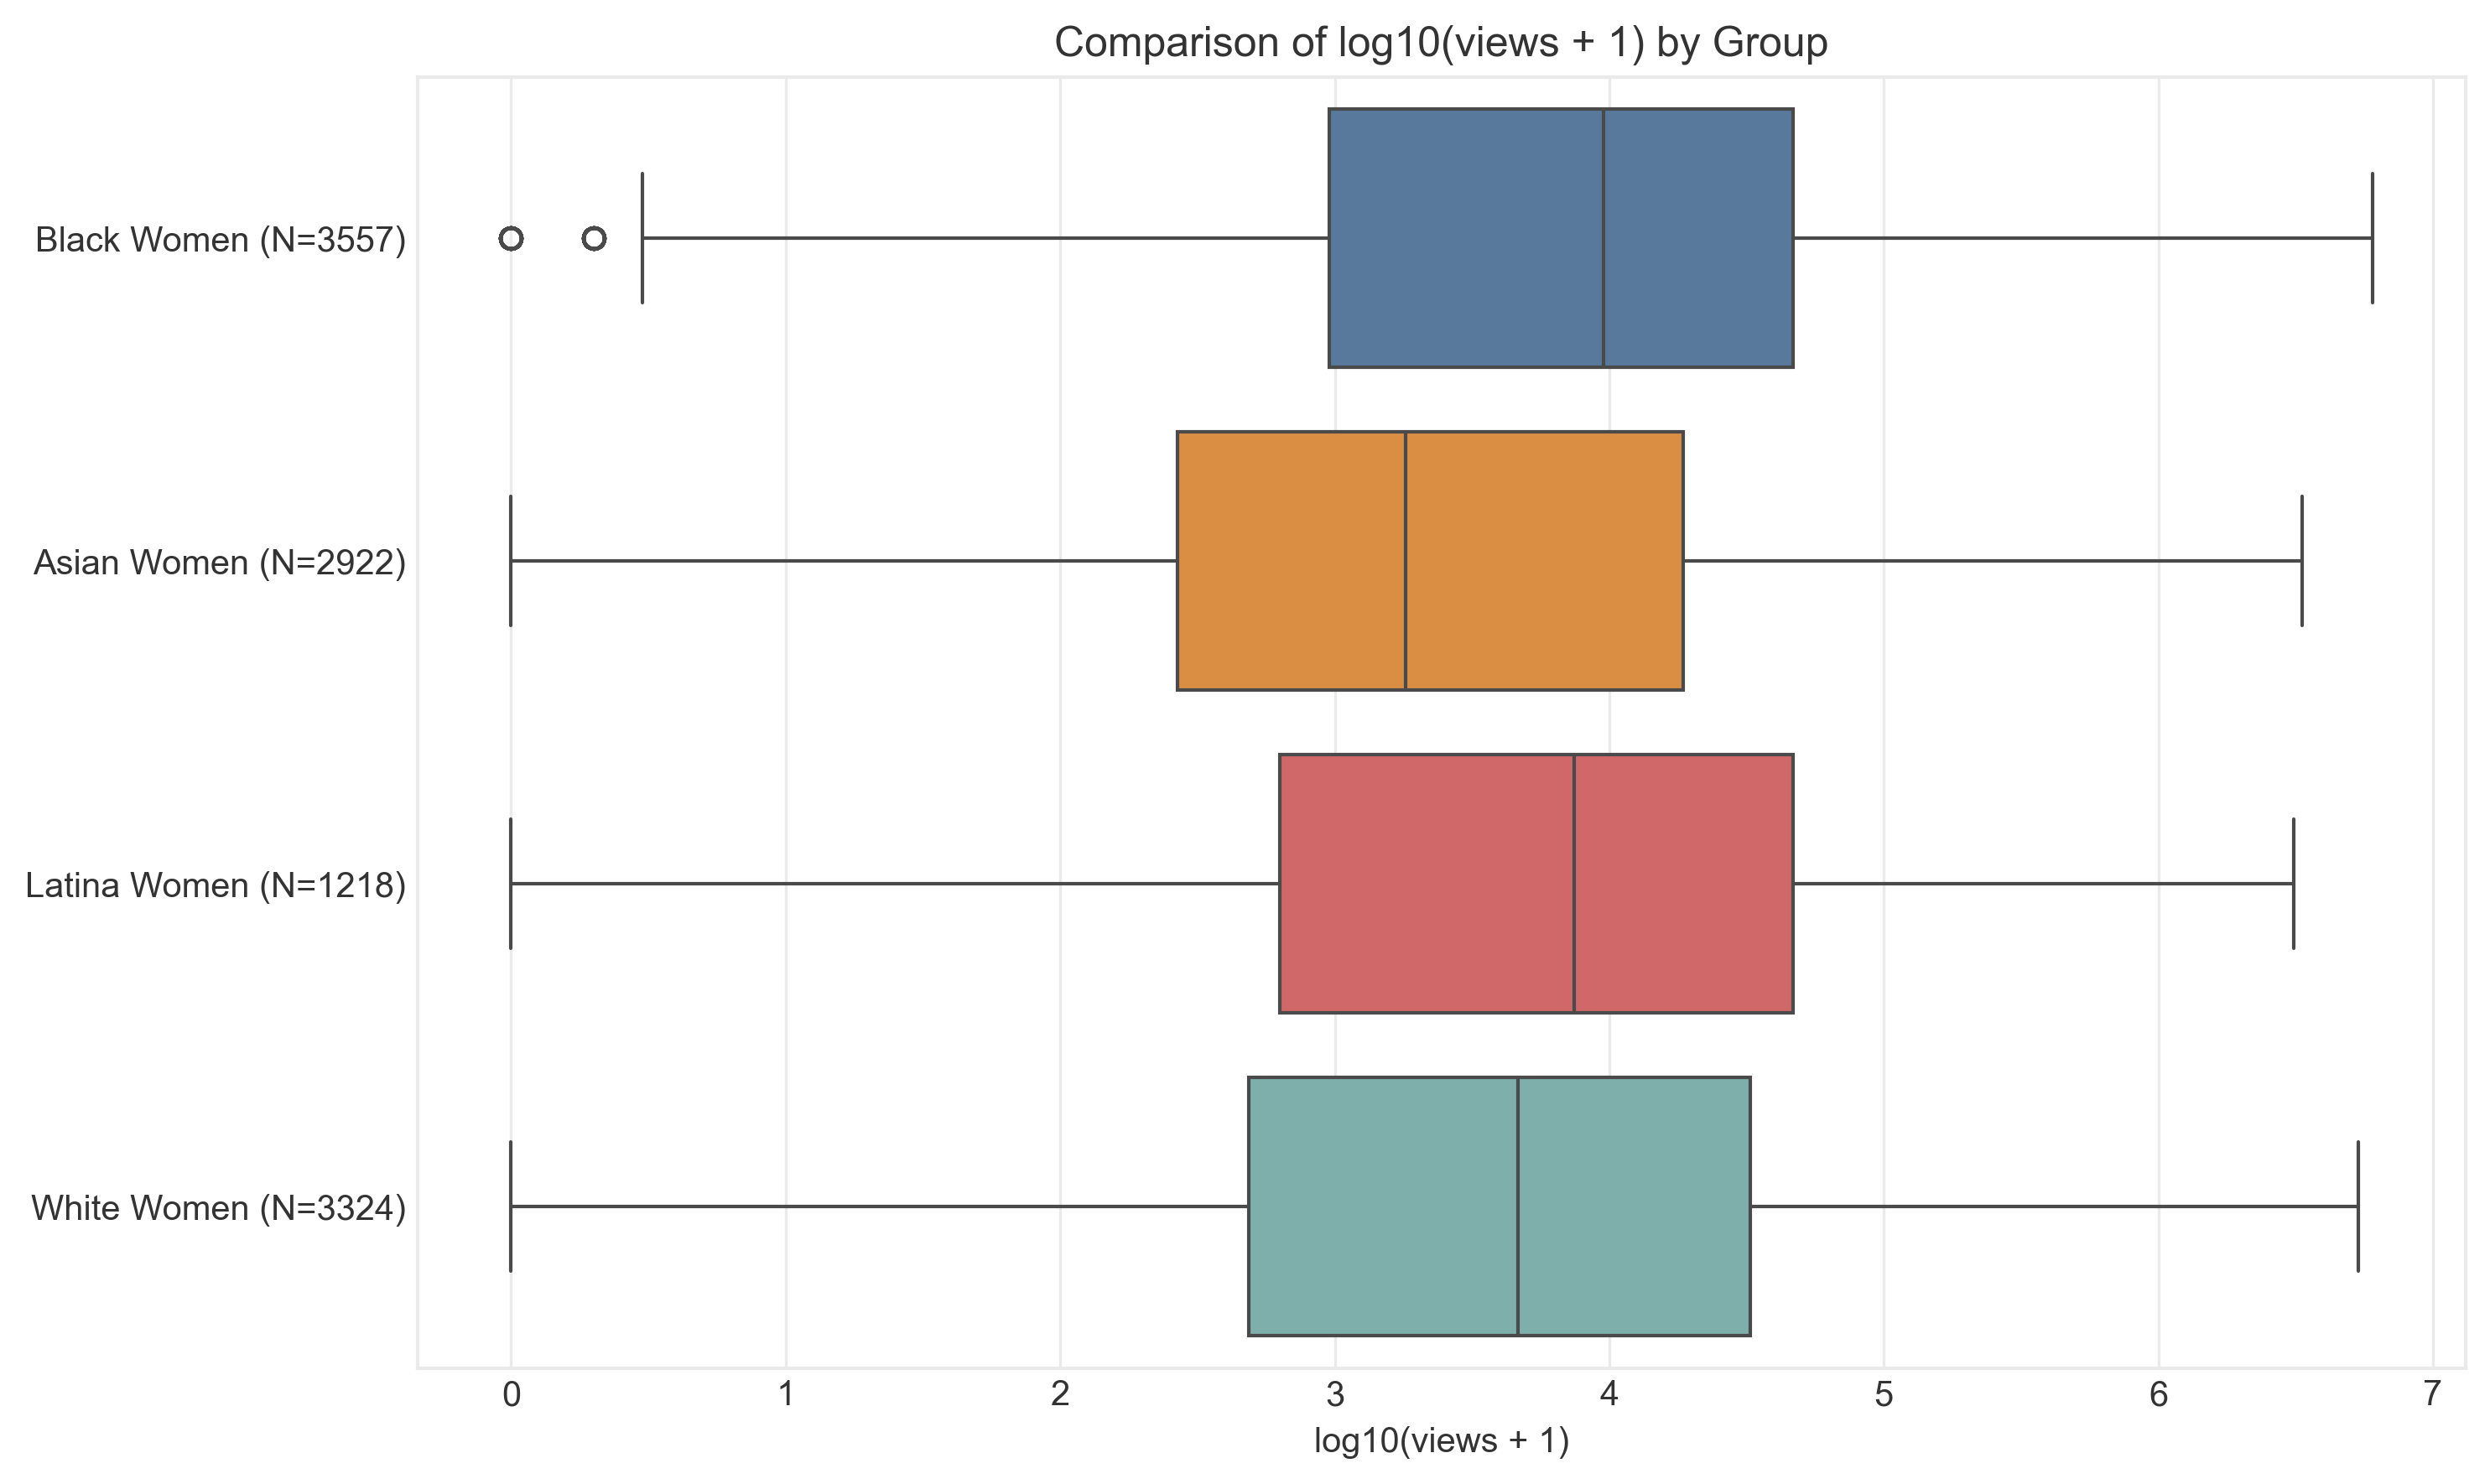 Comparison of log10(views + 1) by Group
Black Women (N=3557)
Asian Women (N=2922)
Latina Women (N=1218)
White Women (N=3324)
0 1 2 3 4 5 6 7
log10(views + 1)